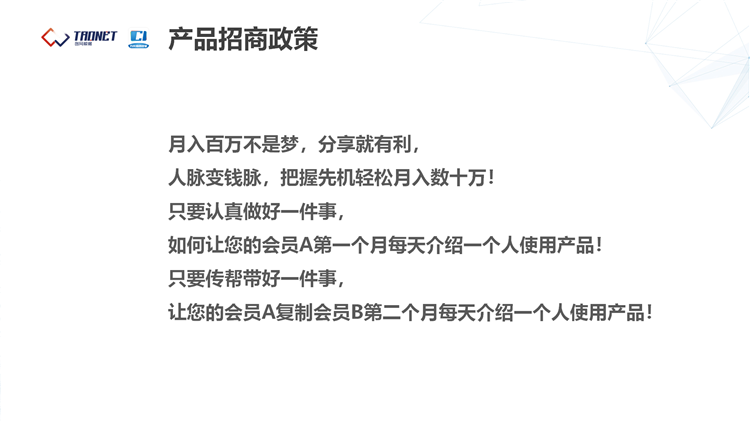 TAONET
CI
产品招商政策
月入百万不是梦，分享就有利，
人脉变钱脉，把握先机轻松月入数十万！
只要认真做好一件事，
如何让您的会员A第一个月每天介绍一个人使用产品！
只要传帮带好一件事，
让您的会员A复制会员B第二个月每天介绍一个人使用产品！